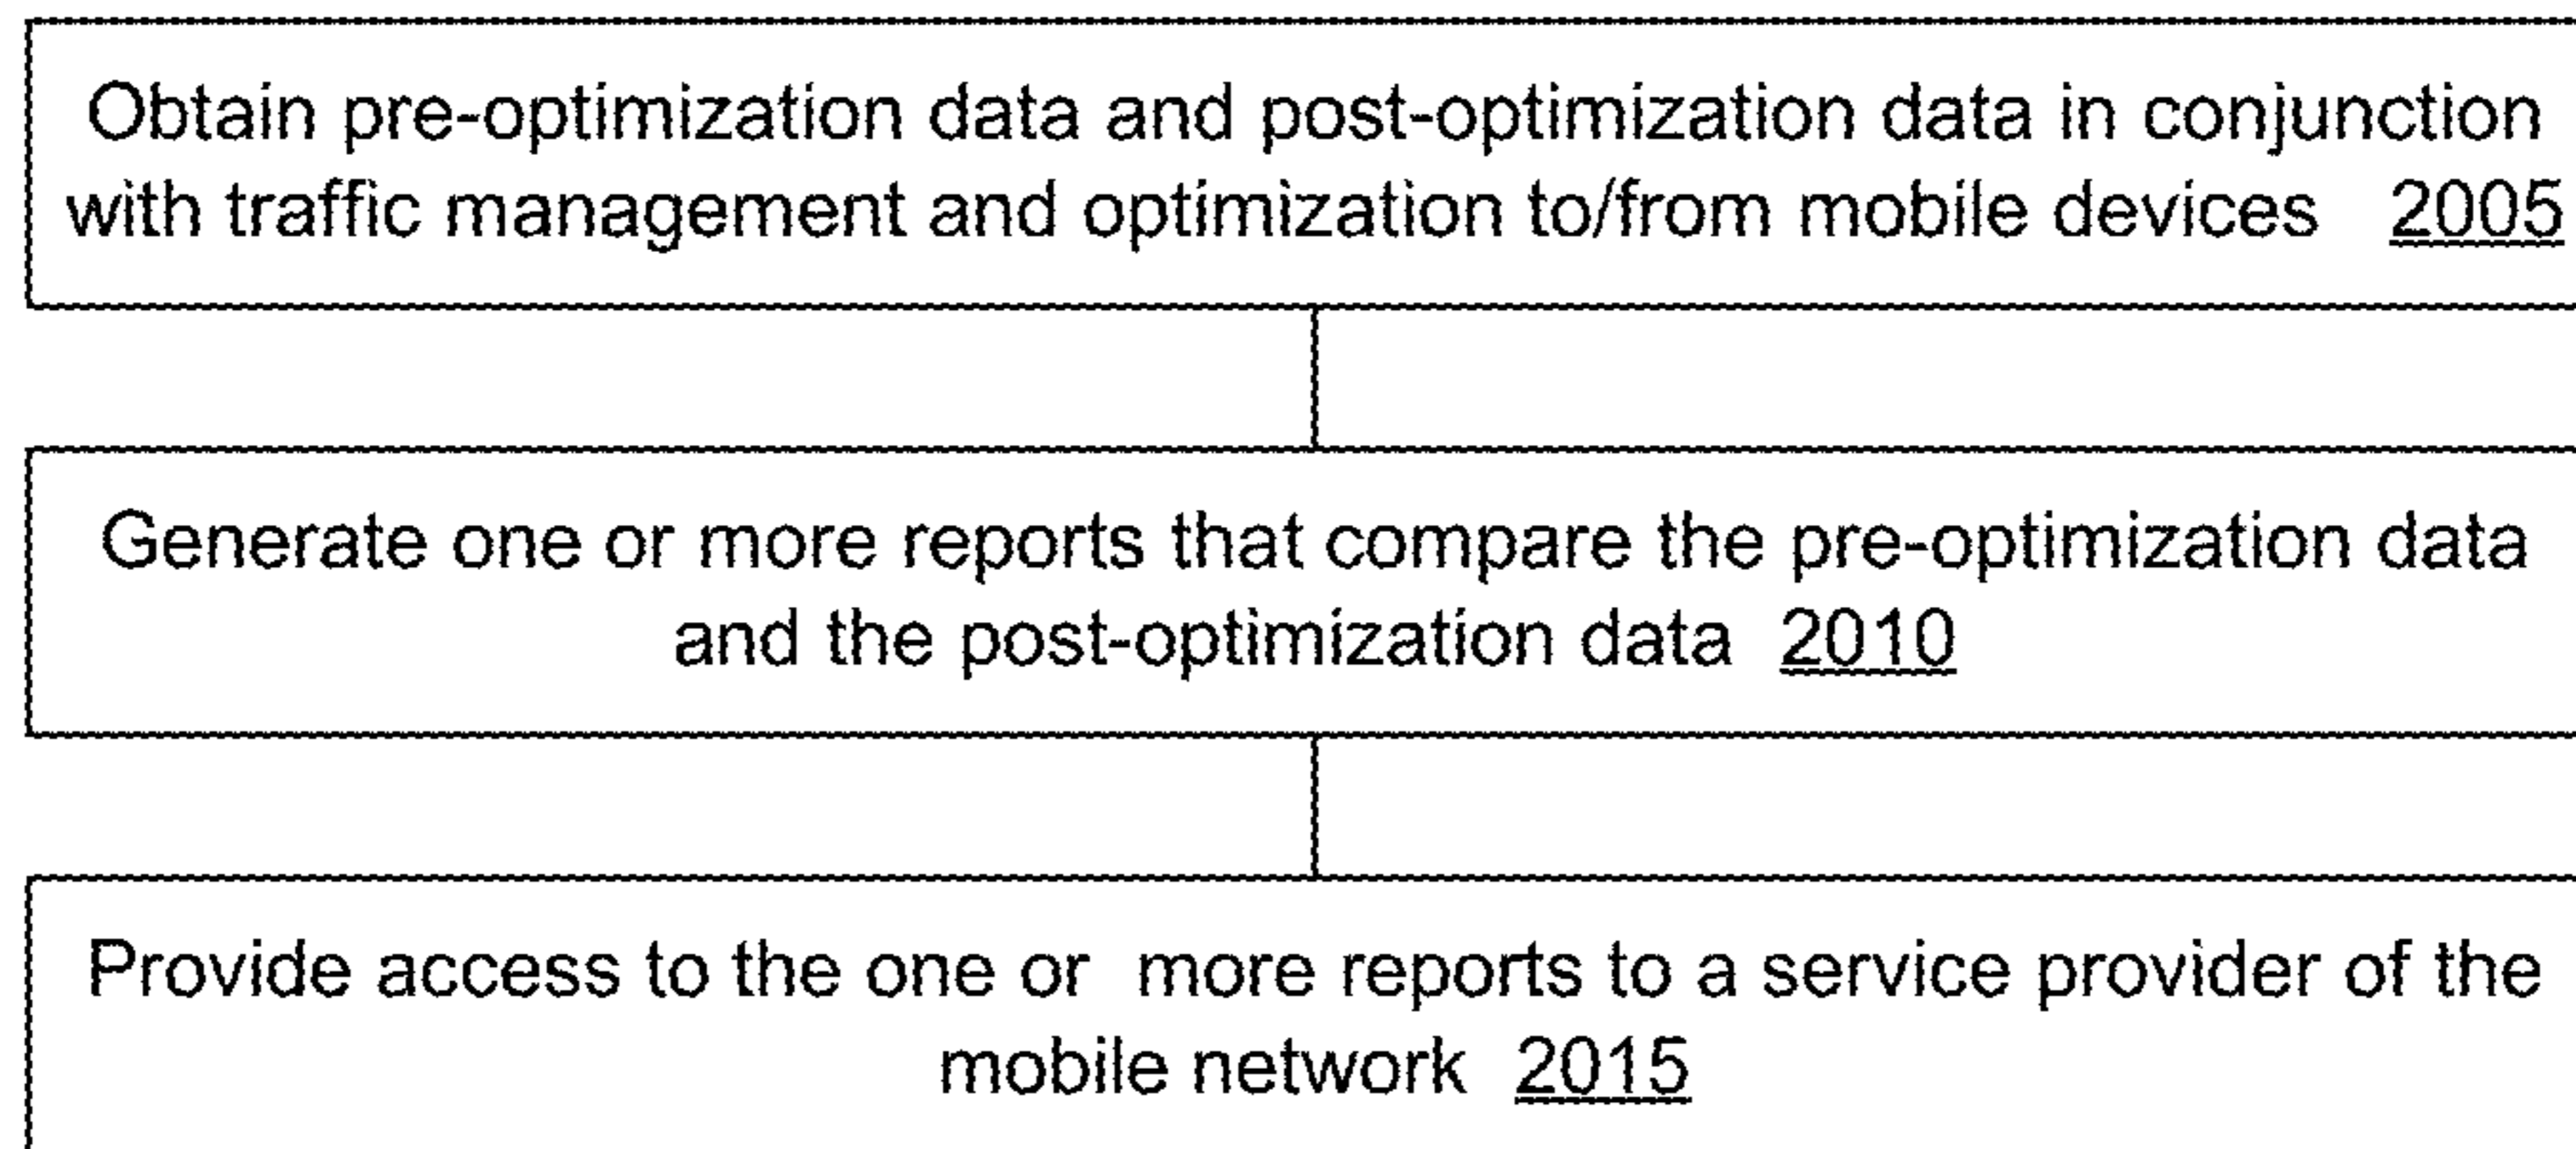 Obtain pre-optimization data and post-optimization data in conjunction
with traffic management and optimization to/from mobile devices 2005
Generate one or more reports that compare the pre-optimization data
and the post-optimization data 2010
Provide access to the one or more reports to a service provider of the
mobile network 2015